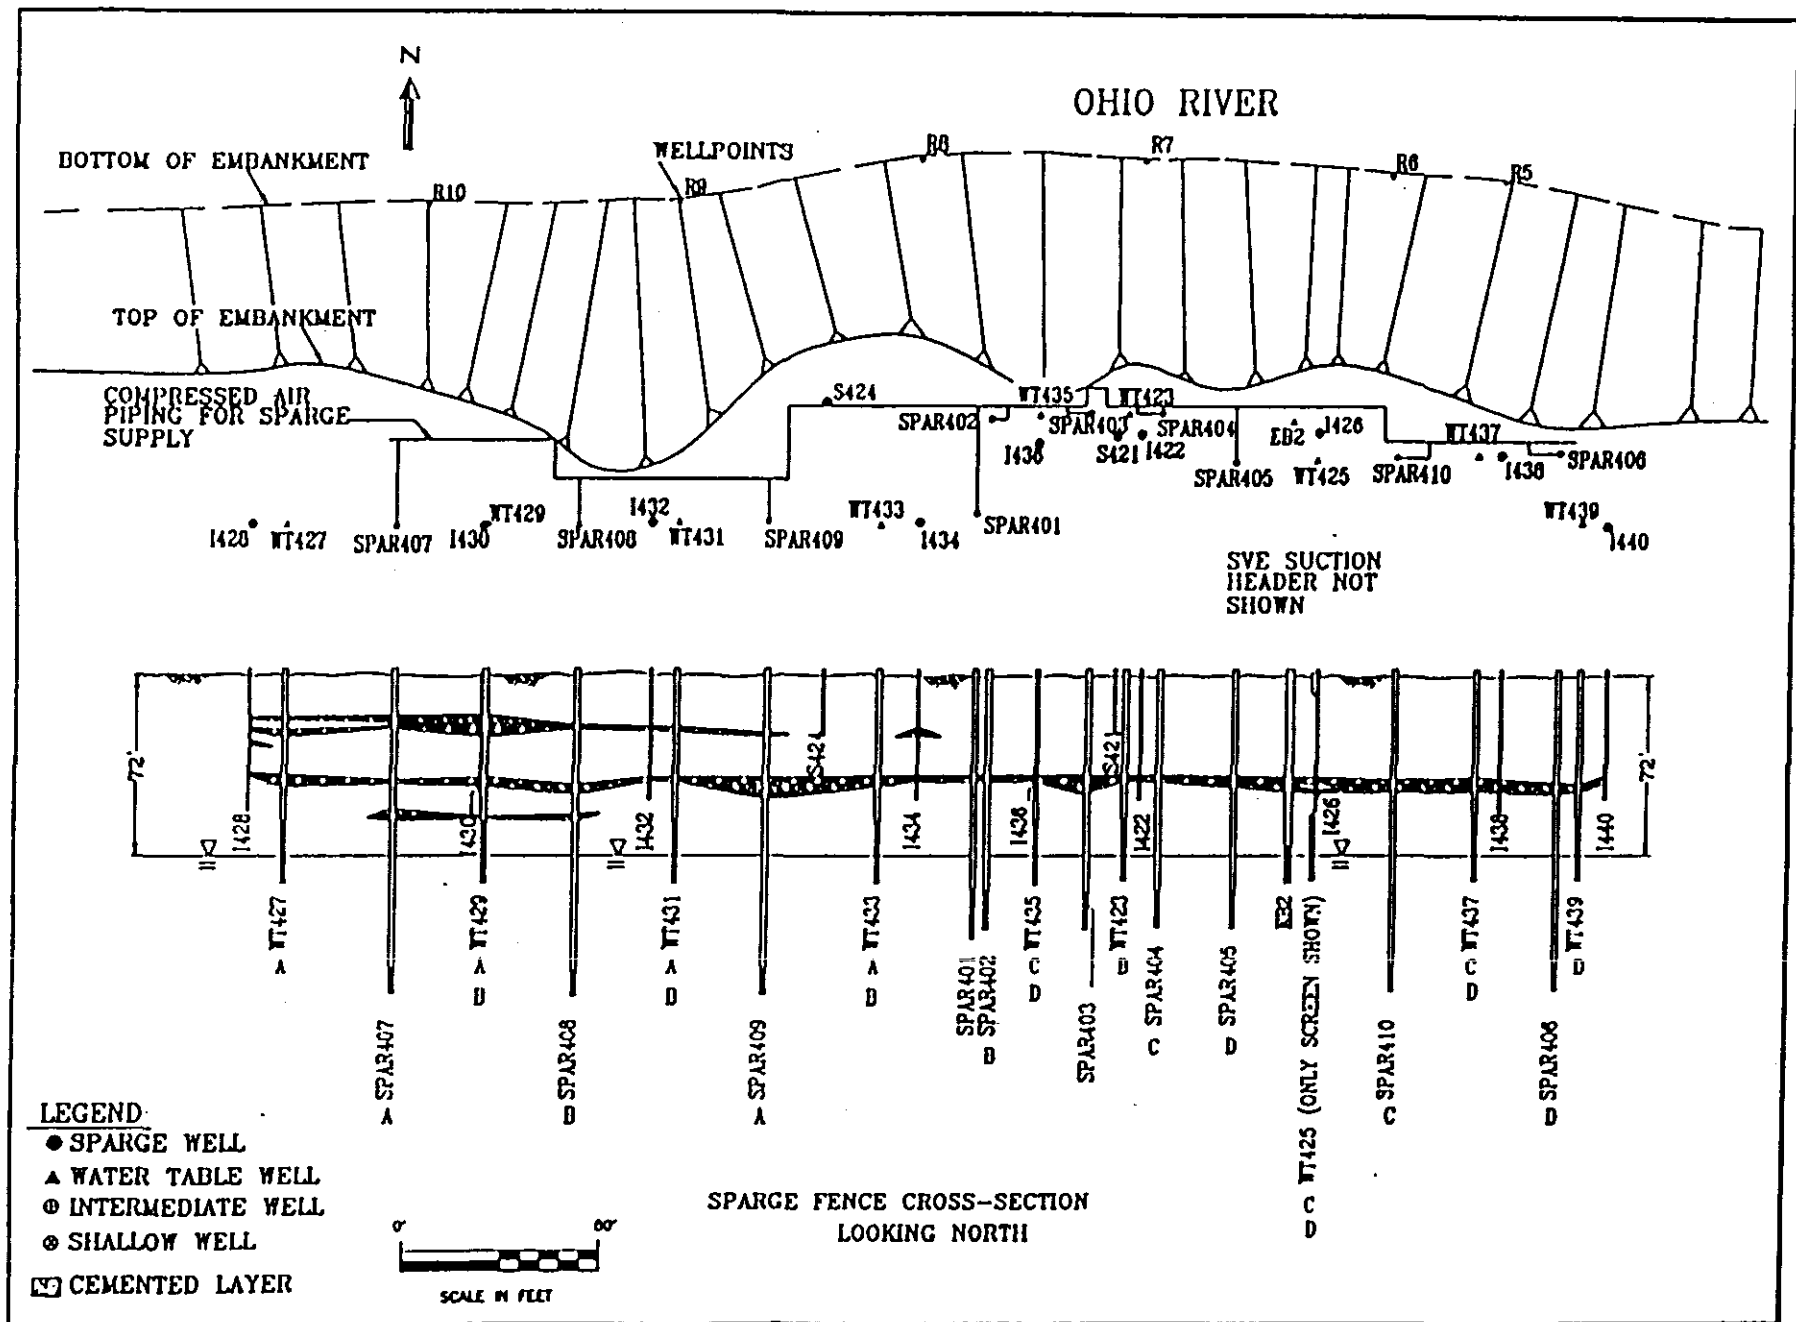 N
OHIO RIVER
BOTTOM OF EMBANKMENT
WELLPOINTS
R10
R9
R8
R7
R6
R5
TOP OF EMBANKMENT
COMPRESSED AIR
PIPING FOR SPARGE
SUPPLY
S424
WT435
WT423
SPAR402
SPAR403
SPAR404
I436
S421
I422
EB2
I426
WT437
SPAR405
WT425
SPAR410
I438
SPAR406
I428
WT427
SPAR407
I430
WT429
SPAR408
I432
WT431
SPAR409
WT433
I434
SPAR401
WT439
I440
SVE SUCTION
HEADER NOT
SHOWN
72'
72'
I428
I430
I432
S424
I434
I436
S421
I422
I426
I438
I440
A WT427
A SPAR407
D A WT429
D SPAR408
D A WT431
A SPAR409
D A WT433
SPAR401
D SPAR402
D C WT435
SPAR403
D WT423
C SPAR404
D SPAR405
EB2
D C WT425 (ONLY SCREEN SHOWN)
C SPAR410
D C WT437
D SPAR406
D WT439
LEGEND
SPARGE WELL
WATER TABLE WELL
INTERMEDIATE WELL
SHALLOW WELL
CEMENTED LAYER
0'
60'
SCALE IN FEET
SPARGE FENCE CROSS-SECTION
LOOKING NORTH